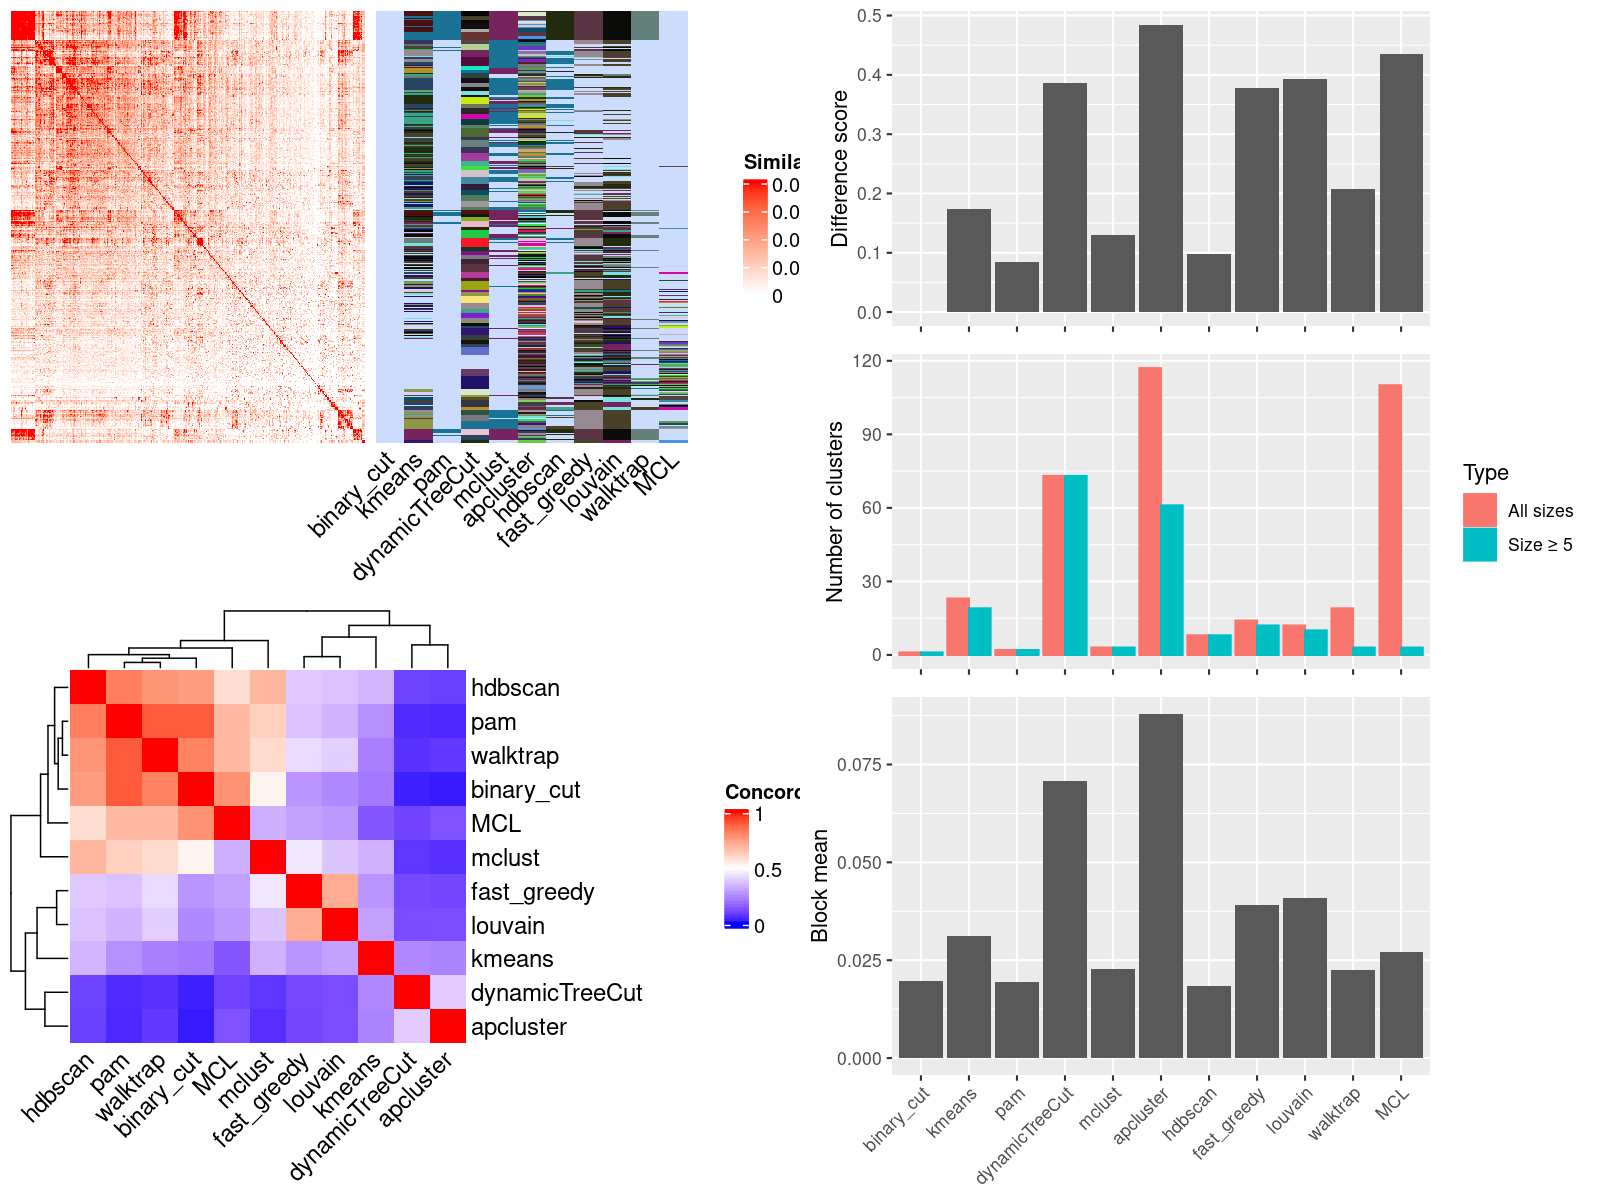 Simila
0.0
0.0
0.0
0.0
0
binary_cut
kmeans
pam
dynamicTreeCut
mclust
apcluster
hdbscan
fast_greedy
louvain
walktrap
MCL
hdbscan
pam
walktrap
binary_cut
MCL
mclust
fast_greedy
louvain
kmeans
dynamicTreeCut
apcluster
hdbscan
pam
walktrap
binary_cut
MCL
mclust
fast_greedy
louvain
kmeans
dynamicTreeCut
apcluster
Concord
1
0.5
0
Difference score
0.5
0.4
0.3
0.2
0.1
0.0
Number of clusters
120
90
60
30
0
Type
All sizes
Size ≥ 5
Block mean
0.075
0.050
0.025
0.000
binary_cut
kmeans
pam
dynamicTreeCut
mclust
apcluster
hdbscan
fast_greedy
louvain
walktrap
MCL